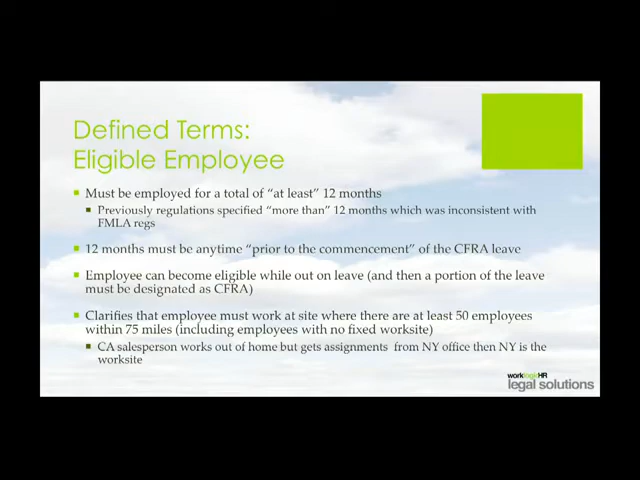 Defined Terms:
Eligible Employee
Must be employed for a total of “at least” 12 months
Previously regulations specified “more than” 12 months which was inconsistent with
FMLA regs
12 months must be anytime “prior to the commencement” of the CFRA leave
Employee can become eligible while out on leave (and then a portion of the leave
must be designated as CFRA)
Clarifies that employee must work at site where there are at least 50 employees
within 75 miles (including employees with no fixed worksite)
CA salesperson works out of home but gets assignments from NY office then NY is the
worksite
worklogicHR
legal solutions